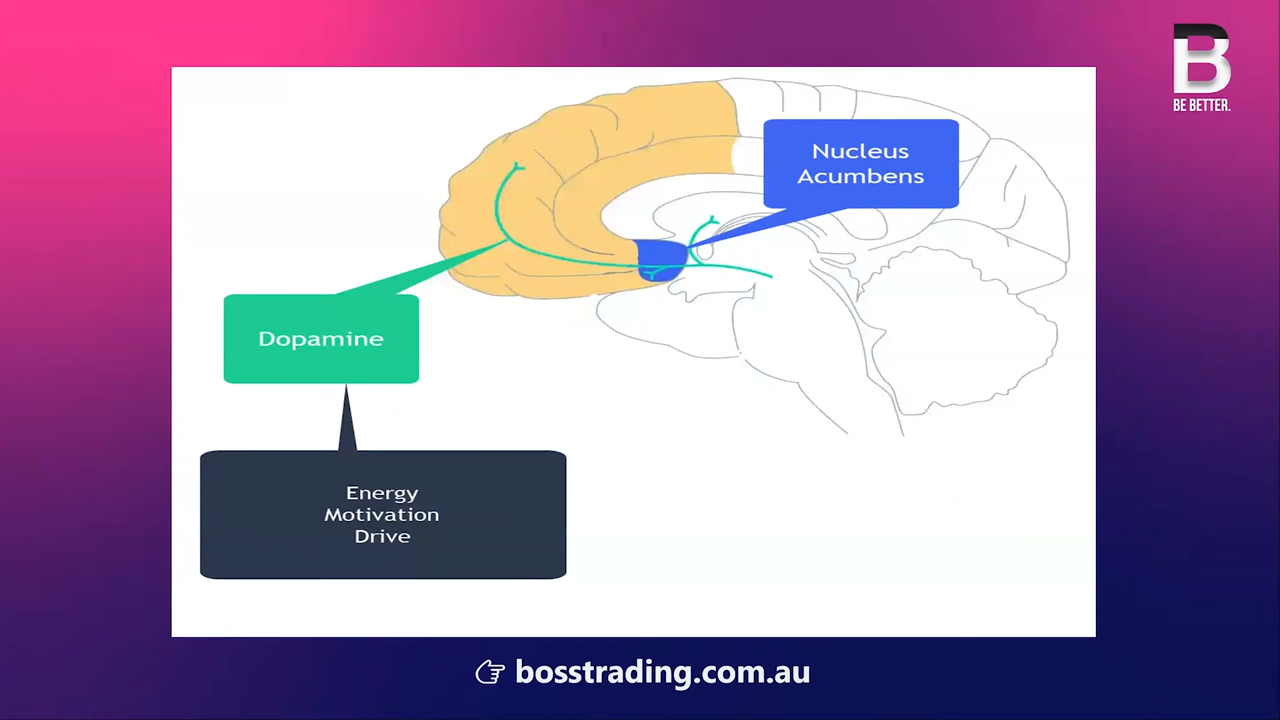 B
BE BETTER.
Nucleus
Acumbens
Dopamine
Energy
Motivation
Drive
bosstrading.com.au